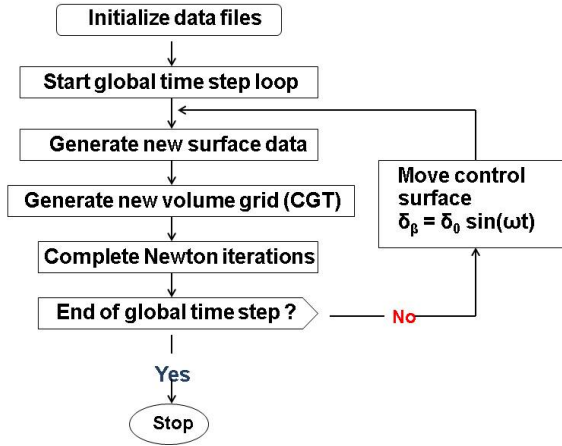 Initialize data files
Start global time step loop
Generate new surface data
Generate new volume grid (CGT)
Complete Newton iterations
End of global time step ?
No
Move control
surface
δβ = δ0 sin(ωt)
Yes
Stop